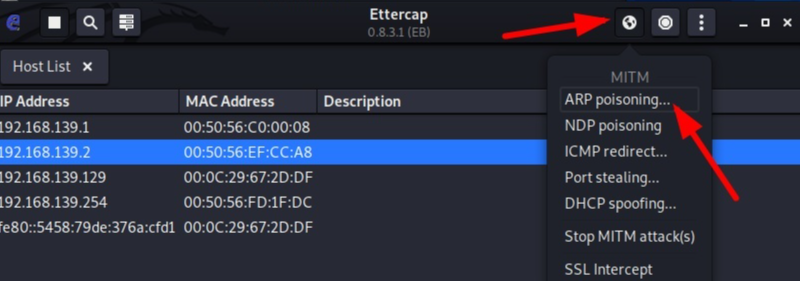 Ettercap
0.8.3.1 (EB)
Host List ×
MITM
IP Address MAC Address Description
ARP poisoning...
192.168.139.1 00:50:56:C0:00:08
NDP poisoning
192.168.139.2 00:50:56:EF:CC:A8
ICMP redirect...
192.168.139.129 00:0C:29:67:2D:DF
Port stealing...
192.168.139.254 00:50:56:FD:1F:DC
DHCP spoofing...
fe80::5458:79de:376a:cfd1 00:0C:29:67:2D:DF
Stop MITM attack(s)
SSL Intercept